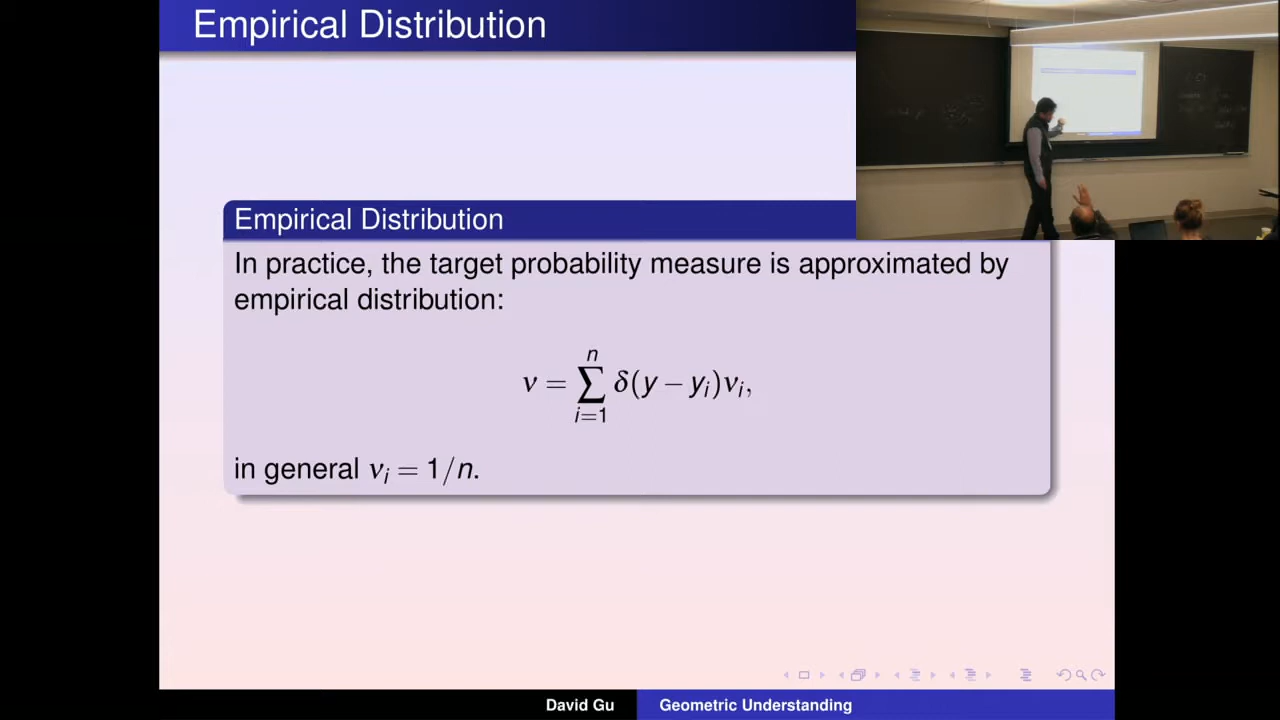 Empirical Distribution
Empirical Distribution
In practice, the target probability measure is approximated by
empirical distribution:
ν = ∑_{i=1}^{n} δ(y − y_i)ν_i,
in general ν_i = 1/n.
David Gu
Geometric Understanding